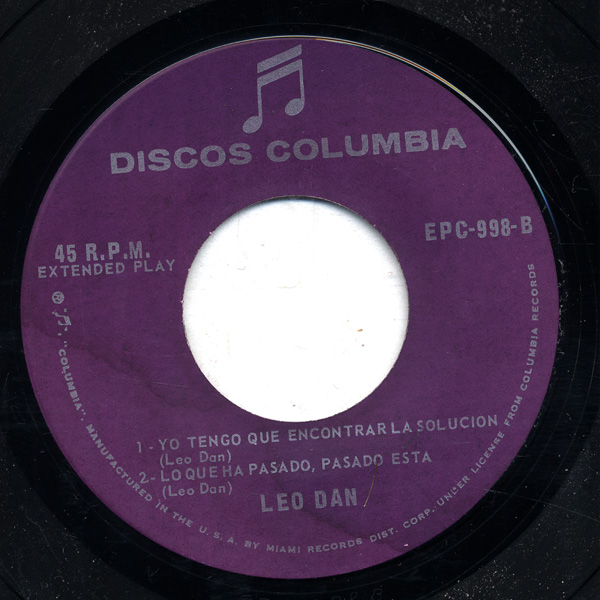 DISCOS COLUMBIA
EPC-998-B
45 R.P.M.
EXTENDED PLAY
1-YO TENGO QUE ENCONTRAR LA SOLUCION
(Leo Dan)
2-LO QUE HA PASADO, PASADO ESTA
(Leo Dan)
LEO DAN
℗ "COLUMBIA". MANUFACTURED IN THE U.S.A. BY MIAMI RECORDS DIST. CORP. UNDER LICENSE FROM COLUMBIA RECORDS